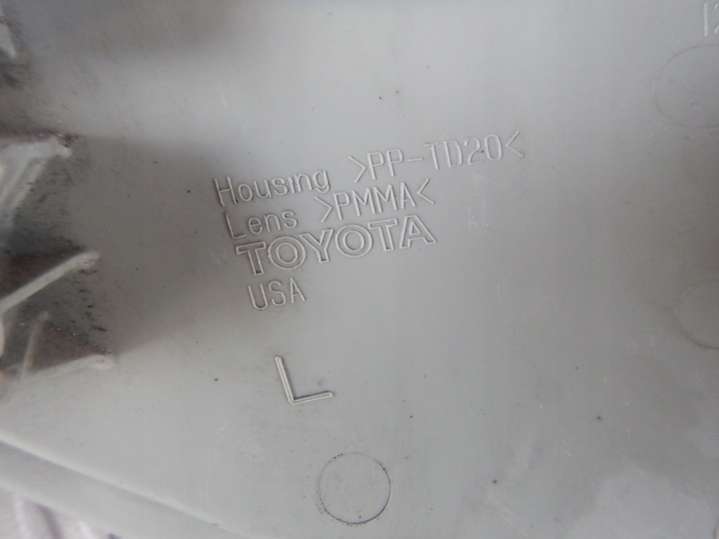 Housing >PP-TD20<
Lens >PMMA<
TOYOTA
USA
L